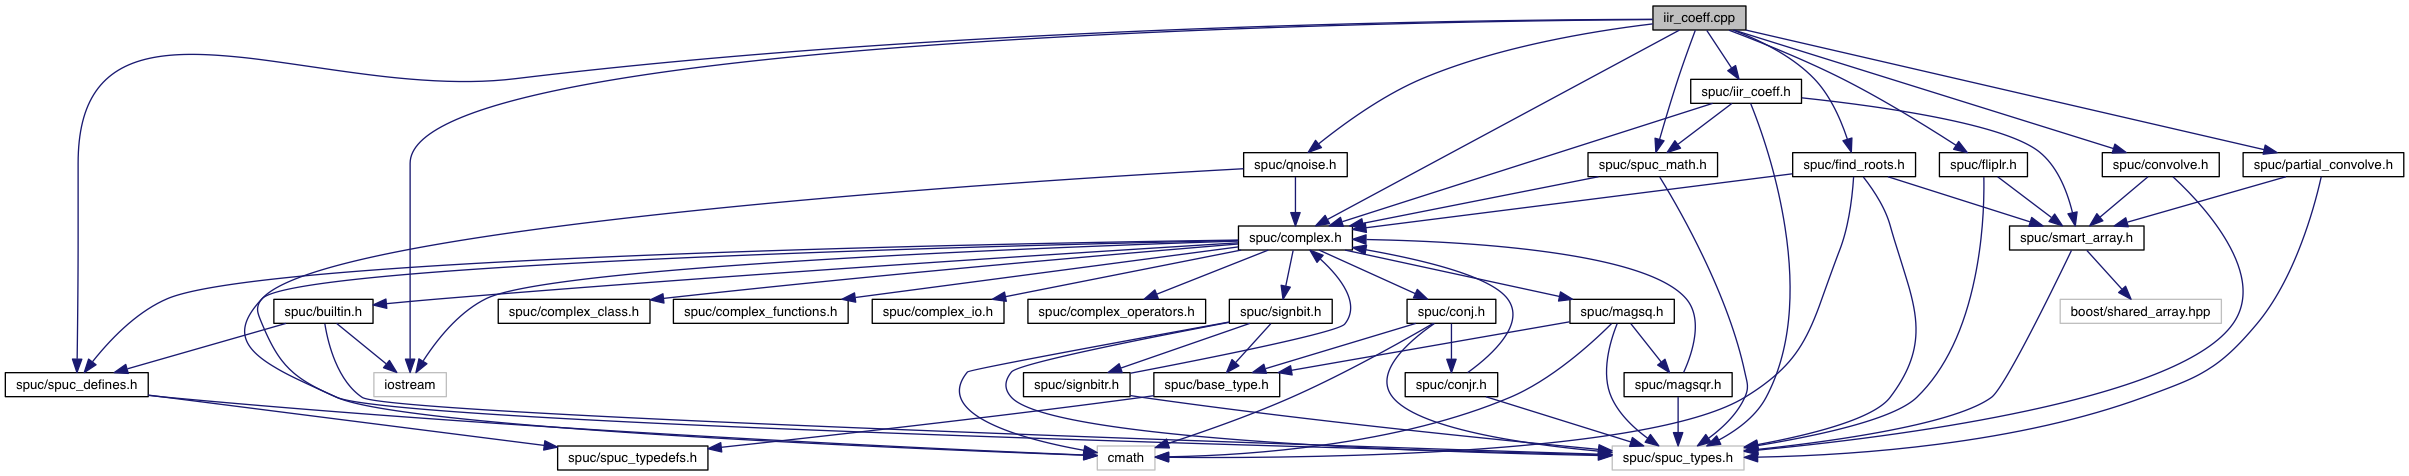 iir_coeff.cpp
spuc/iir_coeff.h
spuc/qnoise.h
spuc/spuc_math.h
spuc/find_roots.h
spuc/fliplr.h
spuc/convolve.h
spuc/partial_convolve.h
spuc/complex.h
spuc/smart_array.h
spuc/builtin.h
spuc/complex_class.h
spuc/complex_functions.h
spuc/complex_io.h
spuc/complex_operators.h
spuc/signbit.h
spuc/conj.h
spuc/magsq.h
boost/shared_array.hpp
spuc/spuc_defines.h
iostream
spuc/signbitr.h
spuc/base_type.h
spuc/conjr.h
spuc/magsqr.h
spuc/spuc_typedefs.h
cmath
spuc/spuc_types.h